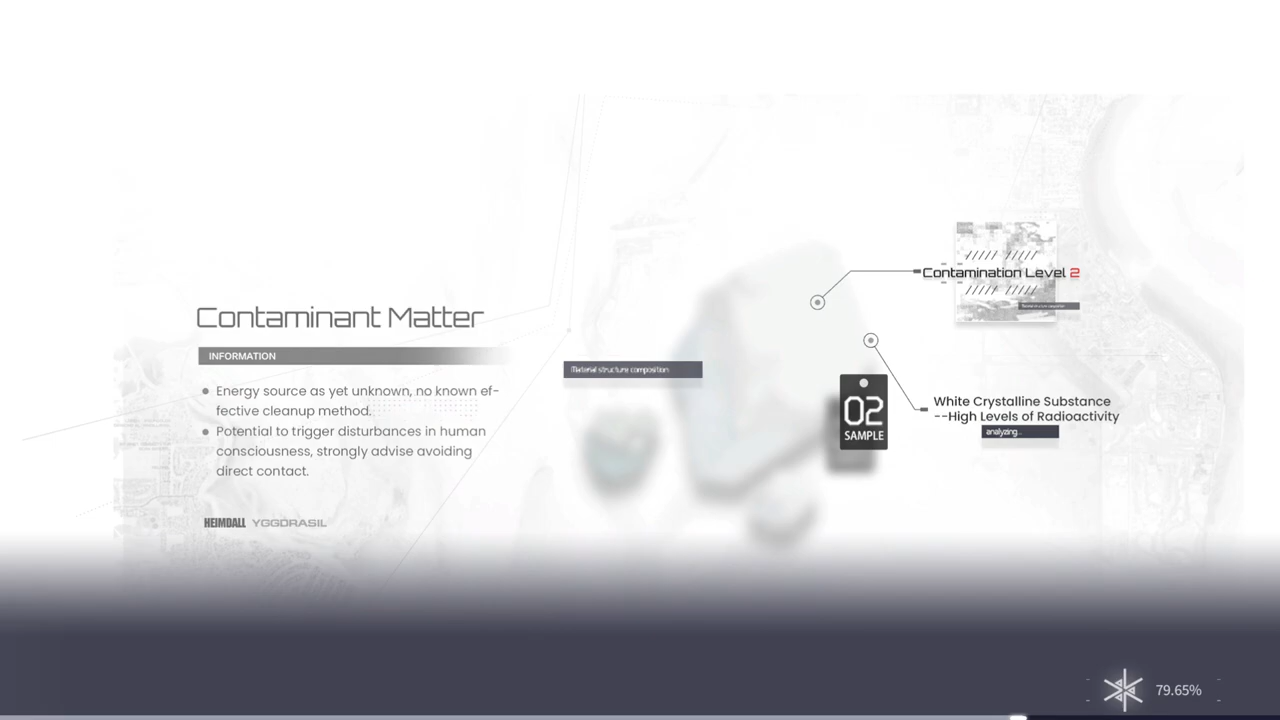 Contamination Level 2
Contaminant Matter
INFORMATION
Material structure composition
Energy source as yet unknown, no known ef-
fective cleanup method.
Potential to trigger disturbances in human
consciousness, strongly advise avoiding
direct contact.
02
SAMPLE
White Crystalline Substance
--High Levels of Radioactivity
analyzing...
HEIMDALL YGGDRASIL
79.65%